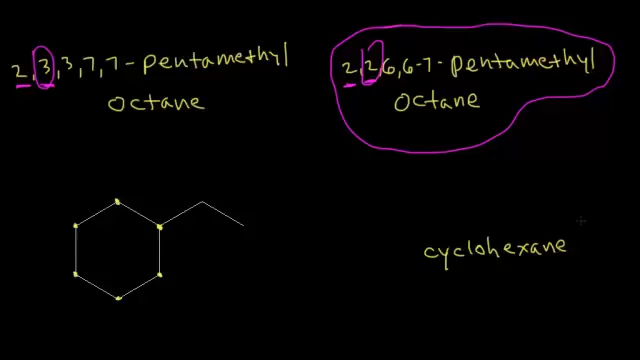 2,3,3,7,7-pentamethyl
octane
2,2,6,6-7-pentamethyl
octane
cyclohexane